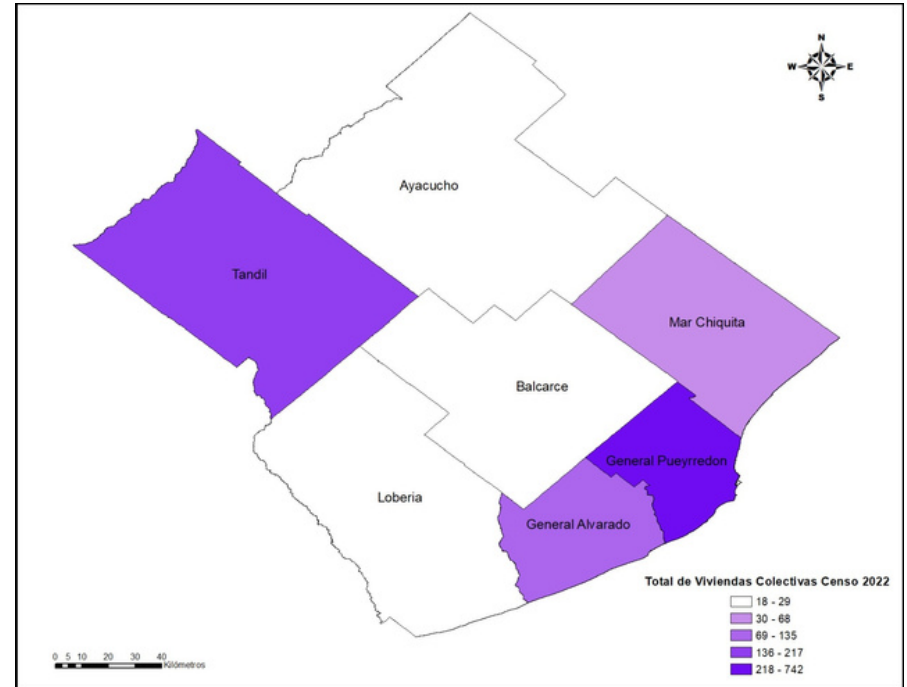 N
W E
S
Ayacucho
Tandil
Mar Chiquita
Balcarce
General Pueyrredon
Loberia
General Alvarado
Total de Viviendas Colectivas Censo 2022
18 - 29
30 - 68
69 - 135
136 - 217
218 - 742
0 5 10 20 30 40
Kilómetros